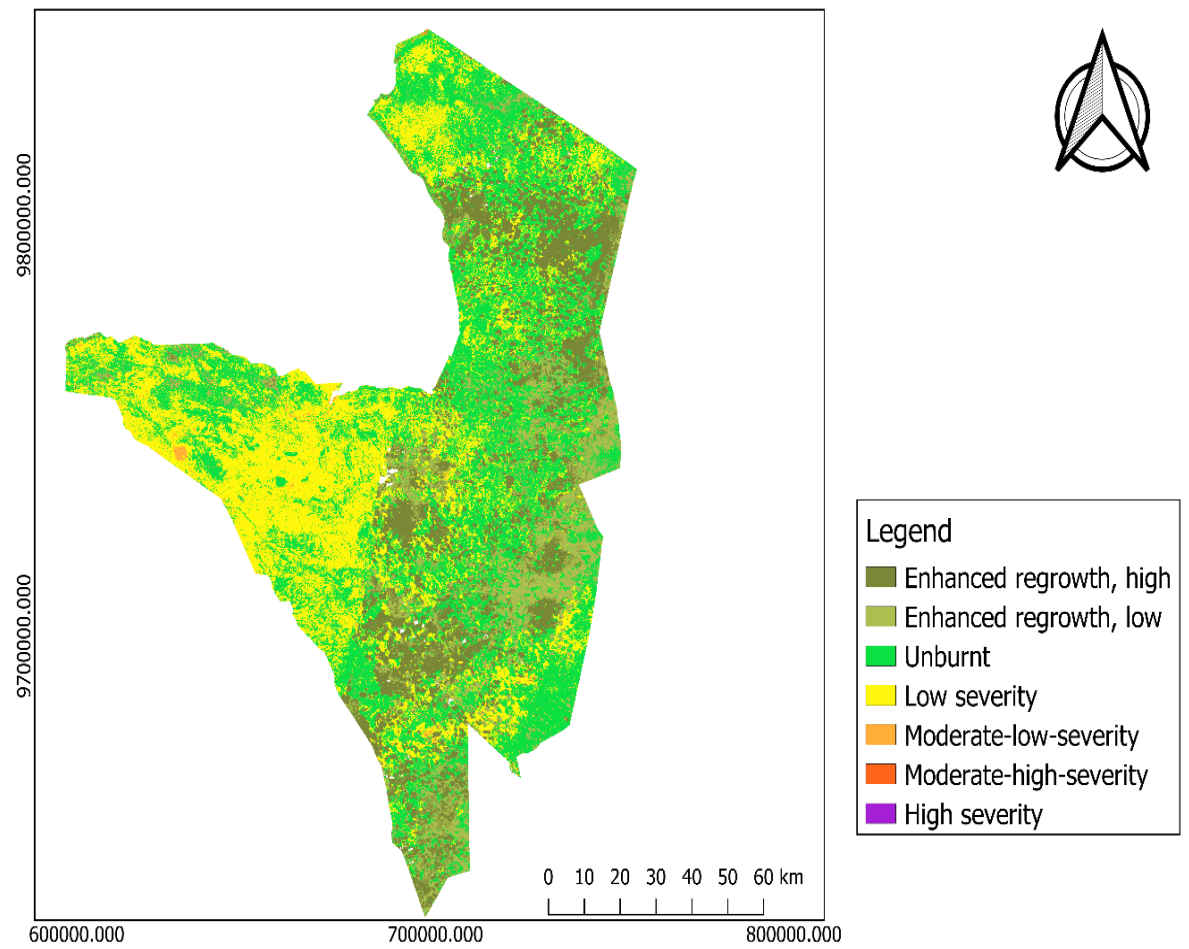 9800000.000
9700000.000
600000.000
700000.000
800000.000
0 10 20 30 40 50 60 km
Legend
Enhanced regrowth, high
Enhanced regrowth, low
Unburnt
Low severity
Moderate-low-severity
Moderate-high-severity
High severity